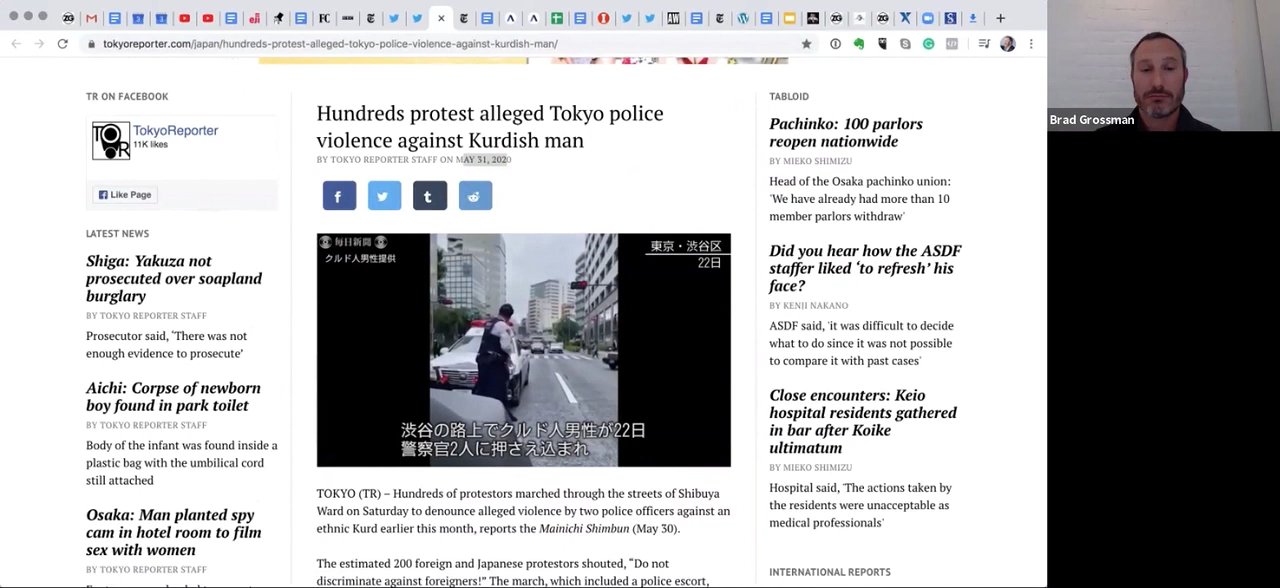 tokyoreporter.com/japan/hundreds-protest-alleged-tokyo-police-violence-against-kurdish-man/
Brad Grossman
TR ON FACEBOOK
TokyoReporter
11K likes
Like Page
LATEST NEWS
Shiga: Yakuza not
prosecuted over soapland
burglary
BY TOKYO REPORTER STAFF
Prosecutor said, ‘There was not
enough evidence to prosecute’
Aichi: Corpse of newborn
boy found in park toilet
BY TOKYO REPORTER STAFF
Body of the infant was found inside a
plastic bag with the umbilical cord
still attached
Osaka: Man planted spy
cam in hotel room to film
sex with women
BY TOKYO REPORTER STAFF
Hundreds protest alleged Tokyo police
violence against Kurdish man
BY TOKYO REPORTER STAFF ON MAY 31, 2020
毎日新聞
クルド人男性提供
東京・渋谷区
22日
渋谷の路上でクルド人男性が22日
警察官2人に押さえ込まれ
TOKYO (TR) – Hundreds of protestors marched through the streets of Shibuya
Ward on Saturday to denounce alleged violence by two police officers against an
ethnic Kurd earlier this month, reports the Mainichi Shimbun (May 30).
The estimated 200 foreign and Japanese protestors shouted, “Do not
discriminate against foreigners!” The march, which included a police escort,
TABLOID
Pachinko: 100 parlors
reopen nationwide
BY MIEKO SHIMIZU
Head of the Osaka pachinko union:
'We have already had more than 10
member parlors withdraw'
Did you hear how the ASDF
staffer liked ‘to refresh’ his
face?
BY KENJI NAKANO
ASDF said, 'it was difficult to decide
what to do since it was not possible
to compare it with past cases'
Close encounters: Keio
hospital residents gathered
in bar after Koike
ultimatum
BY MIEKO SHIMIZU
Hospital said, 'The actions taken by
the residents were unacceptable as
medical professionals'
INTERNATIONAL REPORTS